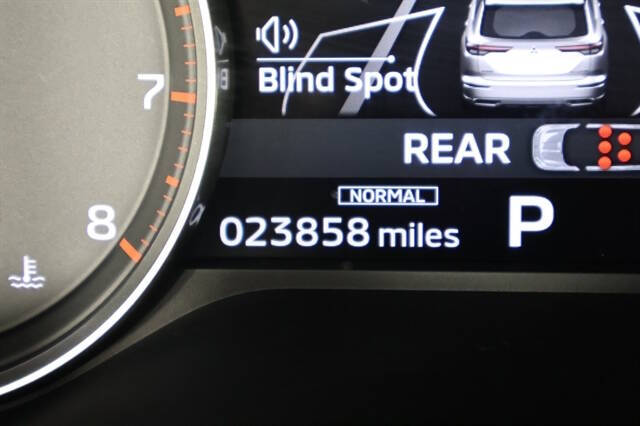 Blind Spot
7
REAR
NORMAL
8
023858 miles
P